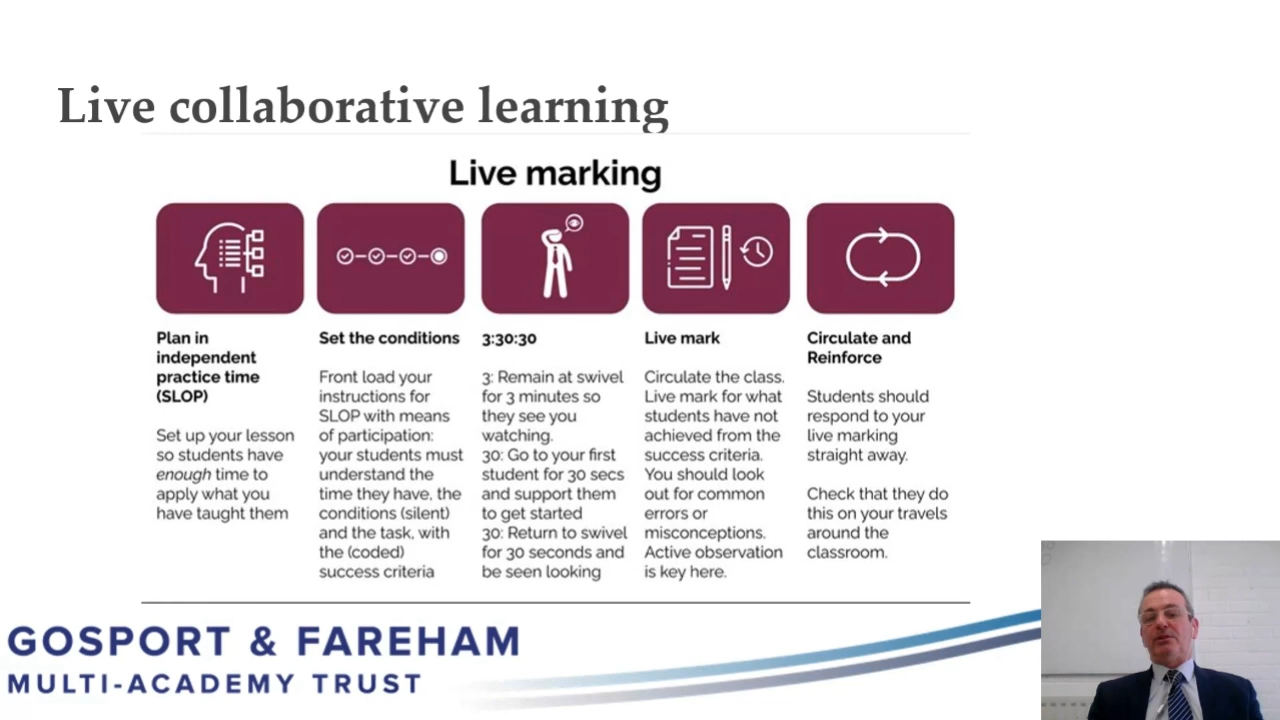 Live collaborative learning
Live marking
Plan in
independent
practice time
(SLOP)
Set up your lesson
so students have
enough time to
apply what you
have taught them
Set the conditions
Front load your
instructions for
SLOP with means
of participation:
your students must
understand the
time they have, the
conditions (silent)
and the task, with
the (coded)
success criteria
3:30:30
3: Remain at swivel
for 3 minutes so
they see you
watching.
30: Go to your first
student for 30 secs
and support them
to get started
30: Return to swivel
for 30 seconds and
be seen looking
Live mark
Circulate the class.
Live mark for what
students have not
achieved from the
success criteria.
You should look
out for common
errors or
misconceptions.
Active observation
is key here.
Circulate and
Reinforce
Students should
respond to your
live marking
straight away.
Check that they do
this on your travels
around the
classroom.
GOSPORT & FAREHAM
MULTI-ACADEMY TRUST